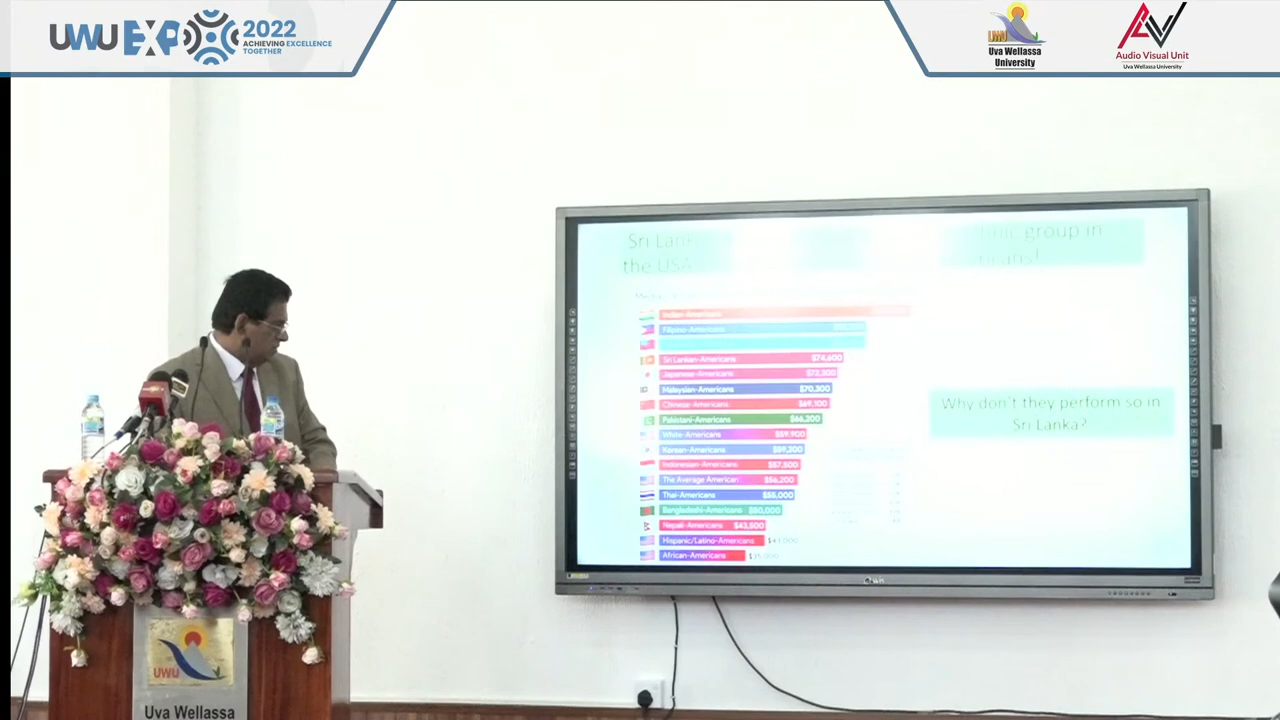 UWU EXPO 2022
ACHIEVING EXCELLENCE
TOGETHER
UWU
Uva Wellassa
University
AV
Audio Visual Unit
Uva Wellassa University
Sri Lank group in
the USA
Indian-Americans
Filipino-Americans
Sri Lankan-Americans $74,600
Japanese-Americans
Malaysian-Americans $70,300
Chinese-Americans $69,100
Pakistani-Americans $66,200
White-Americans $59,900
Korean-Americans $59,200
Indonesian-Americans $57,500
The Average American $56,200
Thai-Americans $55,000
Bangladeshi-Americans $50,000
Nepali-Americans $43,500
Hispanic/Latino-Americans
African-Americans
Why don't they perform so in
Sri Lanka?
UWU
Uva Wellassa